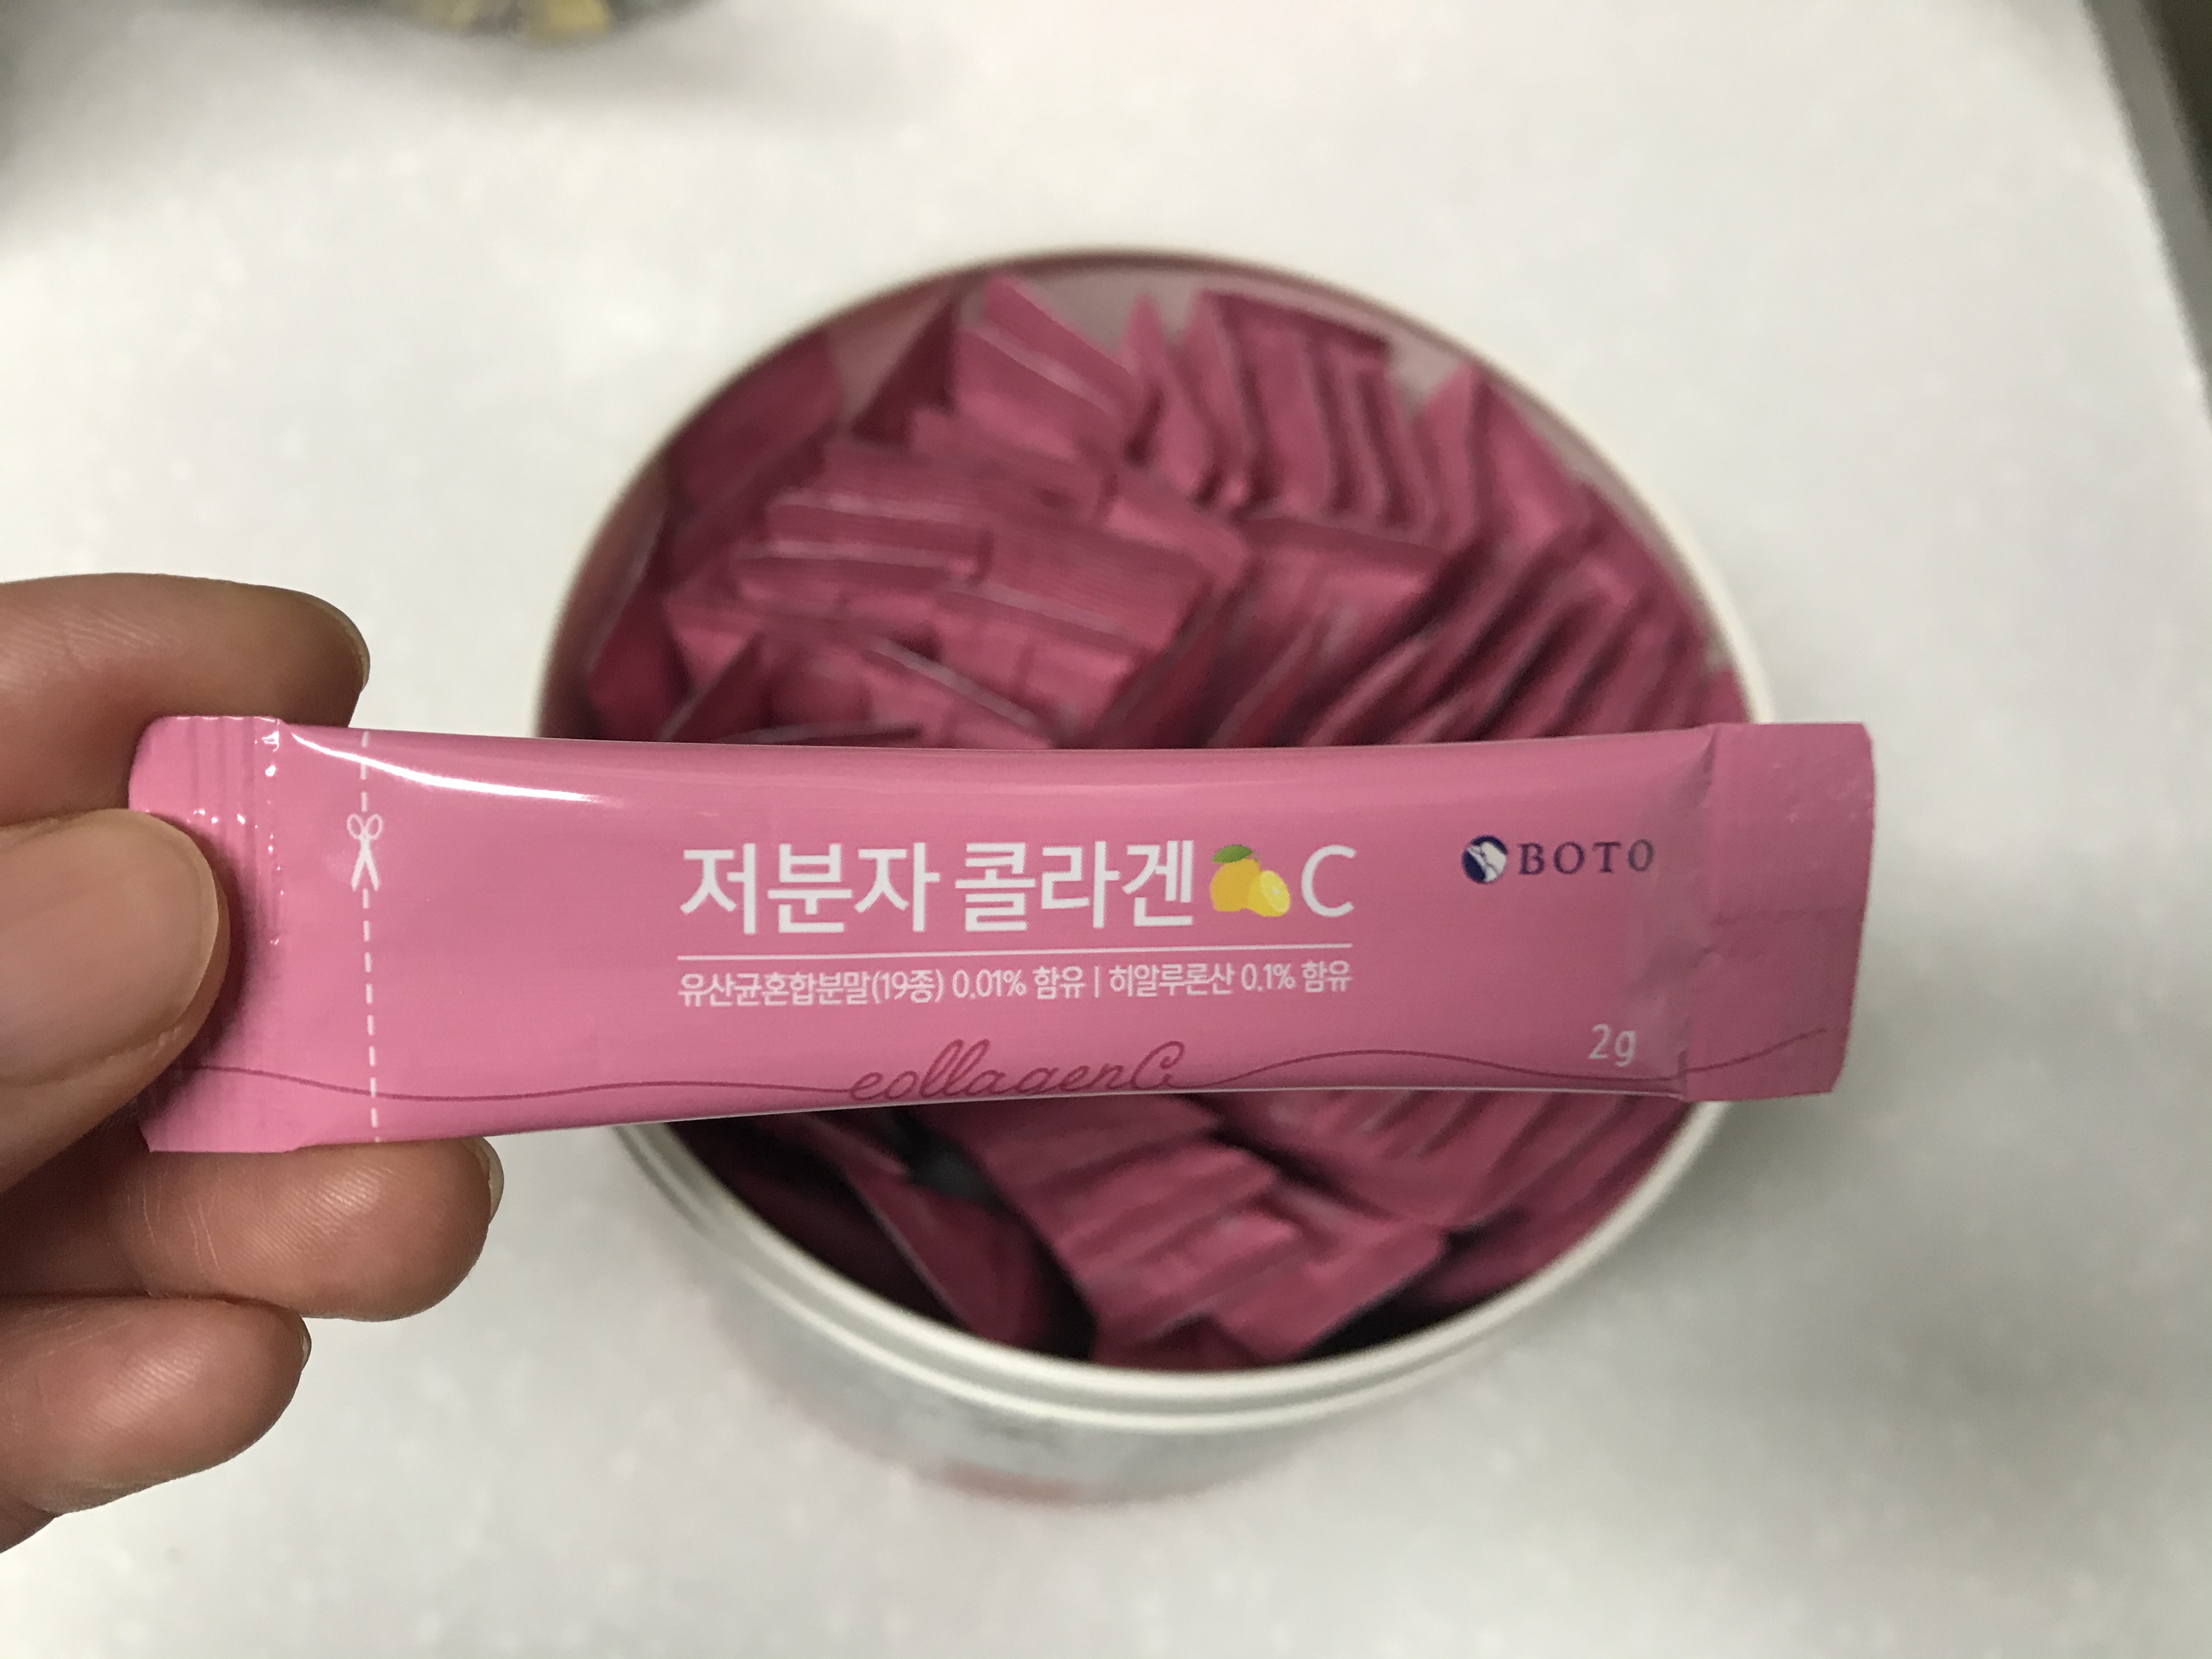 저분자 콜라겐 C
BOTO
유산균혼합분말(19종) 0.01% 함유 | 히알루론산 0.1% 함유
2g
collagenC